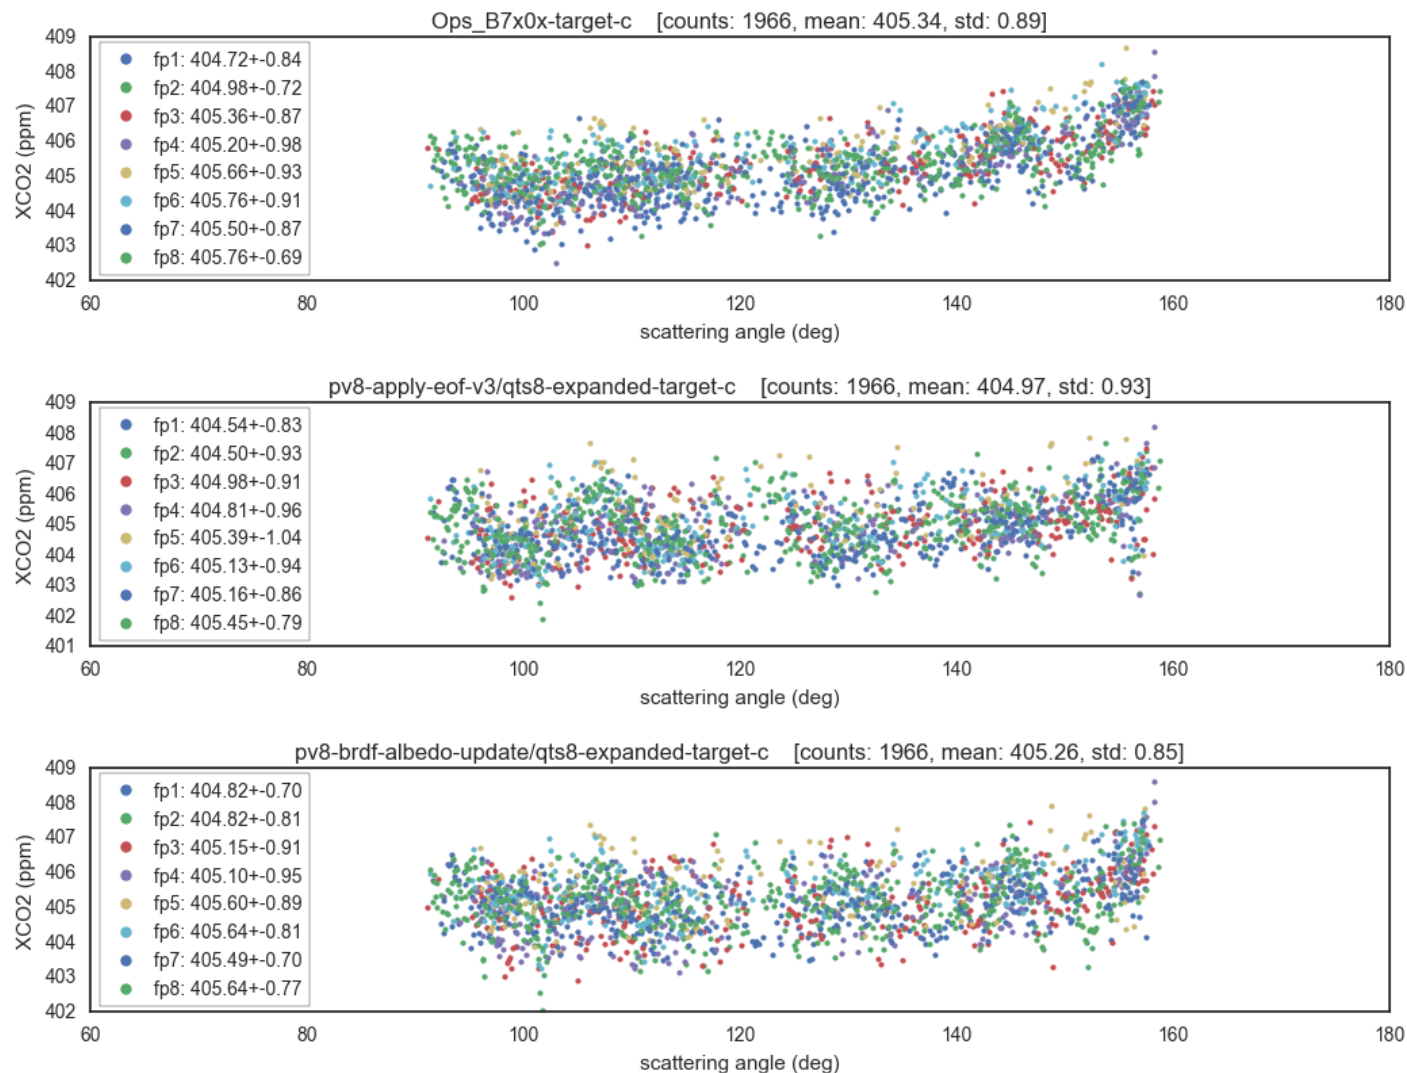 Ops_B7x0x-target-c [counts: 1966, mean: 405.34, std: 0.89]
409
408
407
406
405
404
403
402
XCO2 (ppm)
fp1: 404.72+-0.84
fp2: 404.98+-0.72
fp3: 405.36+-0.87
fp4: 405.20+-0.98
fp5: 405.66+-0.93
fp6: 405.76+-0.91
fp7: 405.50+-0.87
fp8: 405.76+-0.69
60 80 100 120 140 160 180
scattering angle (deg)
pv8-apply-eof-v3/qts8-expanded-target-c [counts: 1966, mean: 404.97, std: 0.93]
409
408
407
406
405
404
403
402
401
XCO2 (ppm)
fp1: 404.54+-0.83
fp2: 404.50+-0.93
fp3: 404.98+-0.91
fp4: 404.81+-0.96
fp5: 405.39+-1.04
fp6: 405.13+-0.94
fp7: 405.16+-0.86
fp8: 405.45+-0.79
60 80 100 120 140 160 180
scattering angle (deg)
pv8-brdf-albedo-update/qts8-expanded-target-c [counts: 1966, mean: 405.26, std: 0.85]
409
408
407
406
405
404
403
402
XCO2 (ppm)
fp1: 404.82+-0.70
fp2: 404.82+-0.81
fp3: 405.15+-0.91
fp4: 405.10+-0.95
fp5: 405.60+-0.89
fp6: 405.64+-0.81
fp7: 405.49+-0.70
fp8: 405.64+-0.77
60 80 100 120 140 160 180
scattering angle (deg)